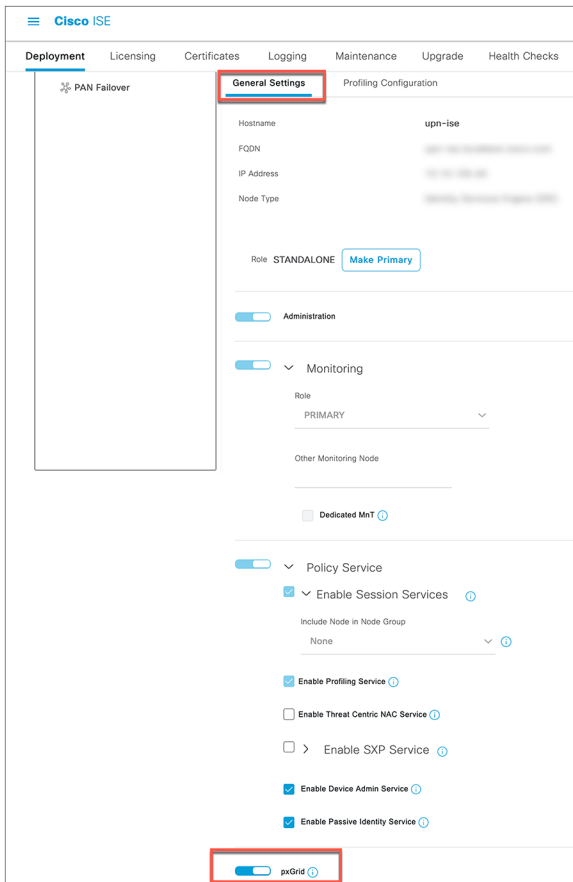 Cisco ISE
Deployment Licensing Certificates Logging Maintenance Upgrade Health Checks
PAN Failover
General Settings Profiling Configuration
Hostname upn-ise
FQDN
IP Address
Node Type
Role STANDALONE Make Primary
Administration
Monitoring
Role
PRIMARY
Other Monitoring Node
Dedicated MnT
Policy Service
Enable Session Services
Include Node in Node Group
None
Enable Profiling Service
Enable Threat Centric NAC Service
Enable SXP Service
Enable Device Admin Service
Enable Passive Identity Service
pxGrid